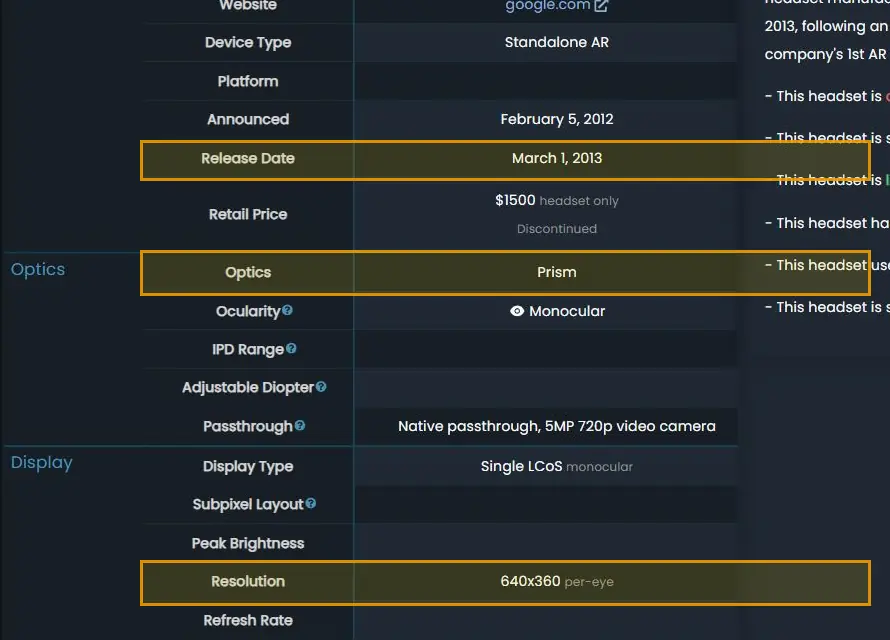 Website google.com
Device Type Standalone AR
Platform
Announced February 5, 2012
Release Date March 1, 2013
Retail Price $1500 headset only
Discontinued
Optics
Optics Prism
Ocularity Monocular
IPD Range
Adjustable Diopter
Passthrough Native passthrough, 5MP 720p video camera
Display
Display Type Single LCoS monocular
Subpixel Layout
Peak Brightness
Resolution 640x360 per-eye
Refresh Rate
2013, following an
company's 1st AR
- This headset is
- This headset is
- This headset is
- This headset ha
- This headset use
- This headset is s